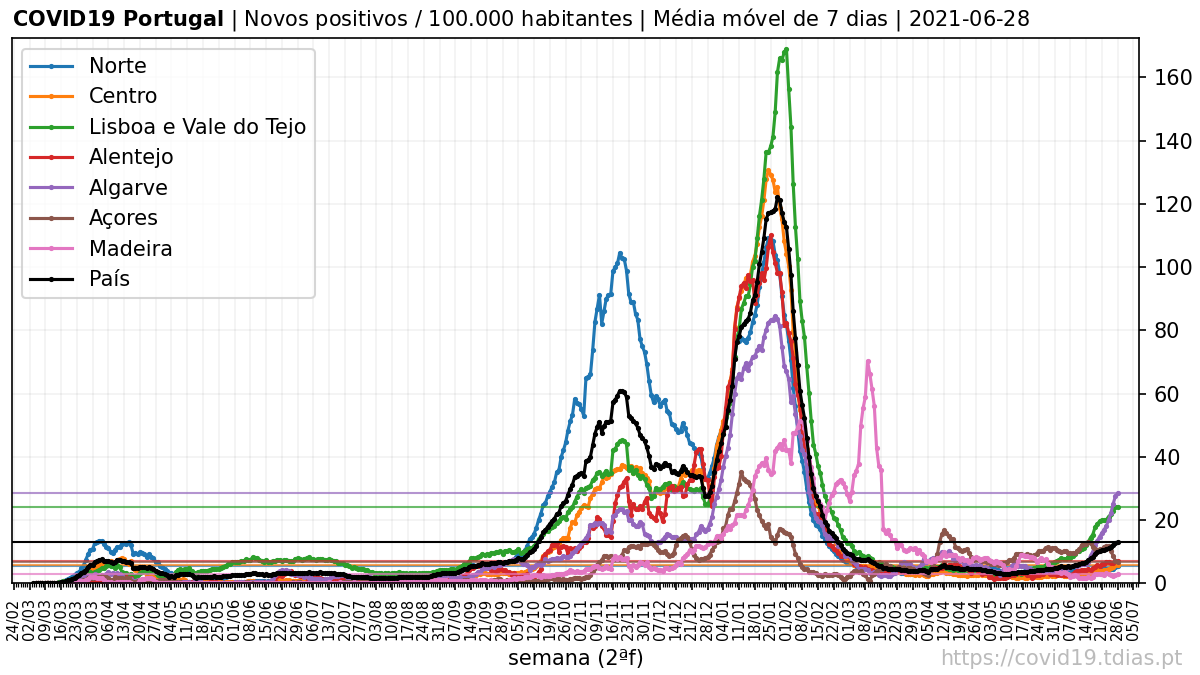 COVID19 Portugal | Novos positivos / 100.000 habitantes | Média móvel de 7 dias | 2021-06-28
Norte
Centro
Lisboa e Vale do Tejo
Alentejo
Algarve
Açores
Madeira
País
160
140
120
100
80
60
40
20
0
24/02 02/03 09/03 16/03 23/03 30/03 06/04 13/04 20/04 27/04 04/05 11/05 18/05 25/05 01/06 08/06 15/06 22/06 29/06 06/07 13/07 20/07 27/07 03/08 10/08 17/08 24/08 31/08 07/09 14/09 21/09 28/09 05/10 12/10 19/10 26/10 02/11 09/11 16/11 23/11 30/11 07/12 14/12 21/12 28/12 04/01 11/01 18/01 25/01 01/02 08/02 15/02 22/02 01/03 08/03 15/03 22/03 29/03 05/04 12/04 19/04 26/04 03/05 10/05 17/05 24/05 31/05 07/06 14/06 21/06 28/06 05/07
semana (2ªf)
https://covid19.tdias.pt